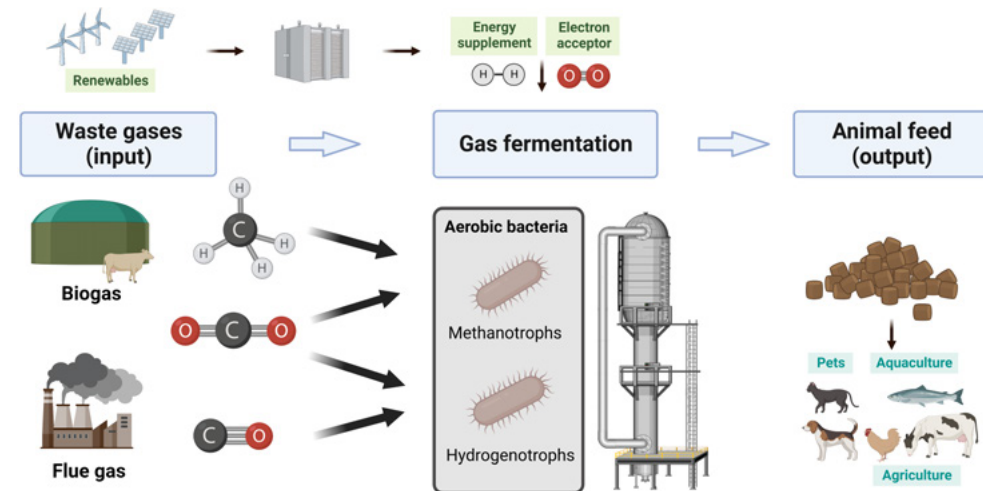 Renewables
Energy
supplement
Electron
acceptor
H H
O O
Waste gases
(input)
Gas fermentation
Animal feed
(output)
H
C
H
H
H
Biogas
O C O
Flue gas
C O
Aerobic bacteria
Methanotrophs
Hydrogenotrophs
Pets
Aquaculture
Agriculture